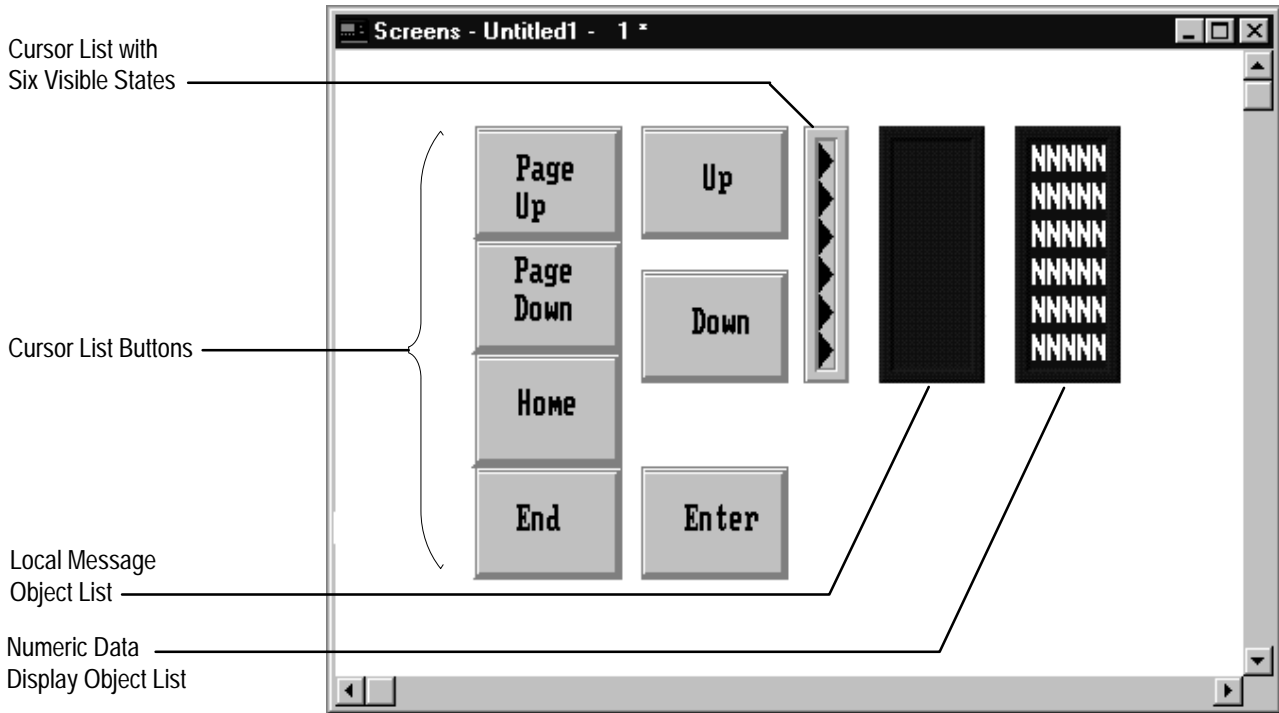 Screens - Untitled1 - 1 *
Cursor List with
Six Visible States
Page
Up
Up
NNNNN
NNNNN
NNNNN
NNNNN
NNNNN
NNNNN
Page
Down
Down
Cursor List Buttons
Home
End
Enter
Local Message
Object List
Numeric Data
Display Object List